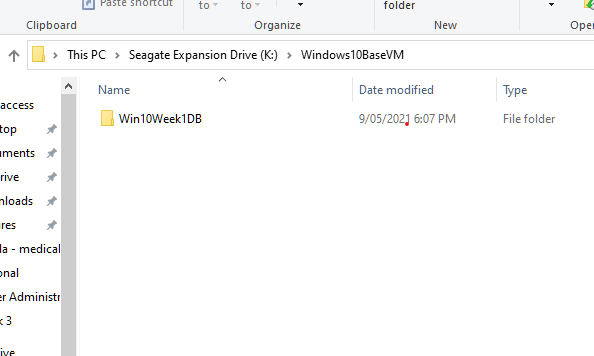 Paste shortcut
to
to
folder
Clipboard
Organize
New
Open
This PC > Seagate Expansion Drive (K:) > Windows10BaseVM
Name
Date modified
Type
access
top
Win10Week1DB
9/05/2021 6:07 PM
File folder
uments
rive
nloads
ures
la - medical
onal
er Administr
k 3
ive